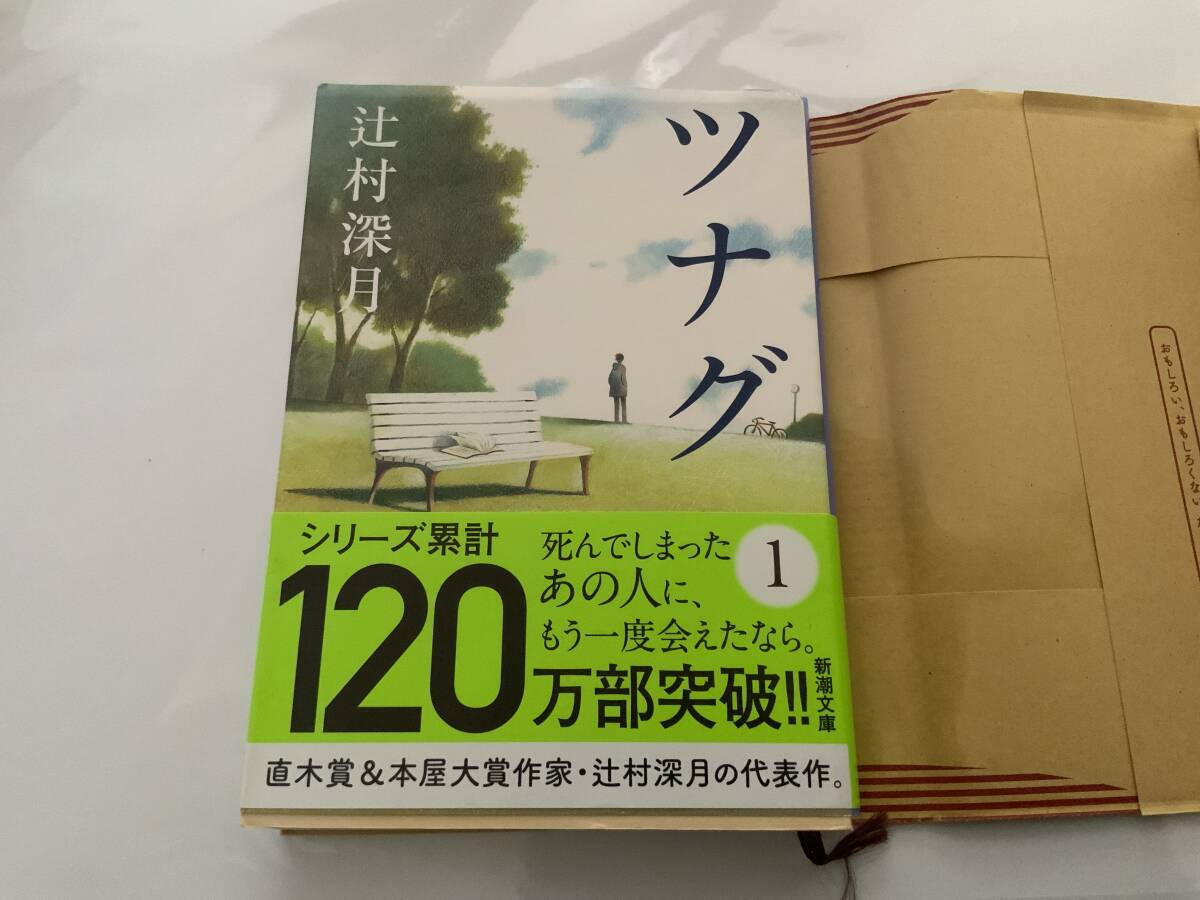 ツナグ
辻村深月
シリーズ累計
120
万部突破!!
死んでしまった
あの人に、
もう一度会えたなら。
1
新潮文庫
直木賞&本屋大賞作家・辻村深月の代表作。
おもしろい、おもしろくない